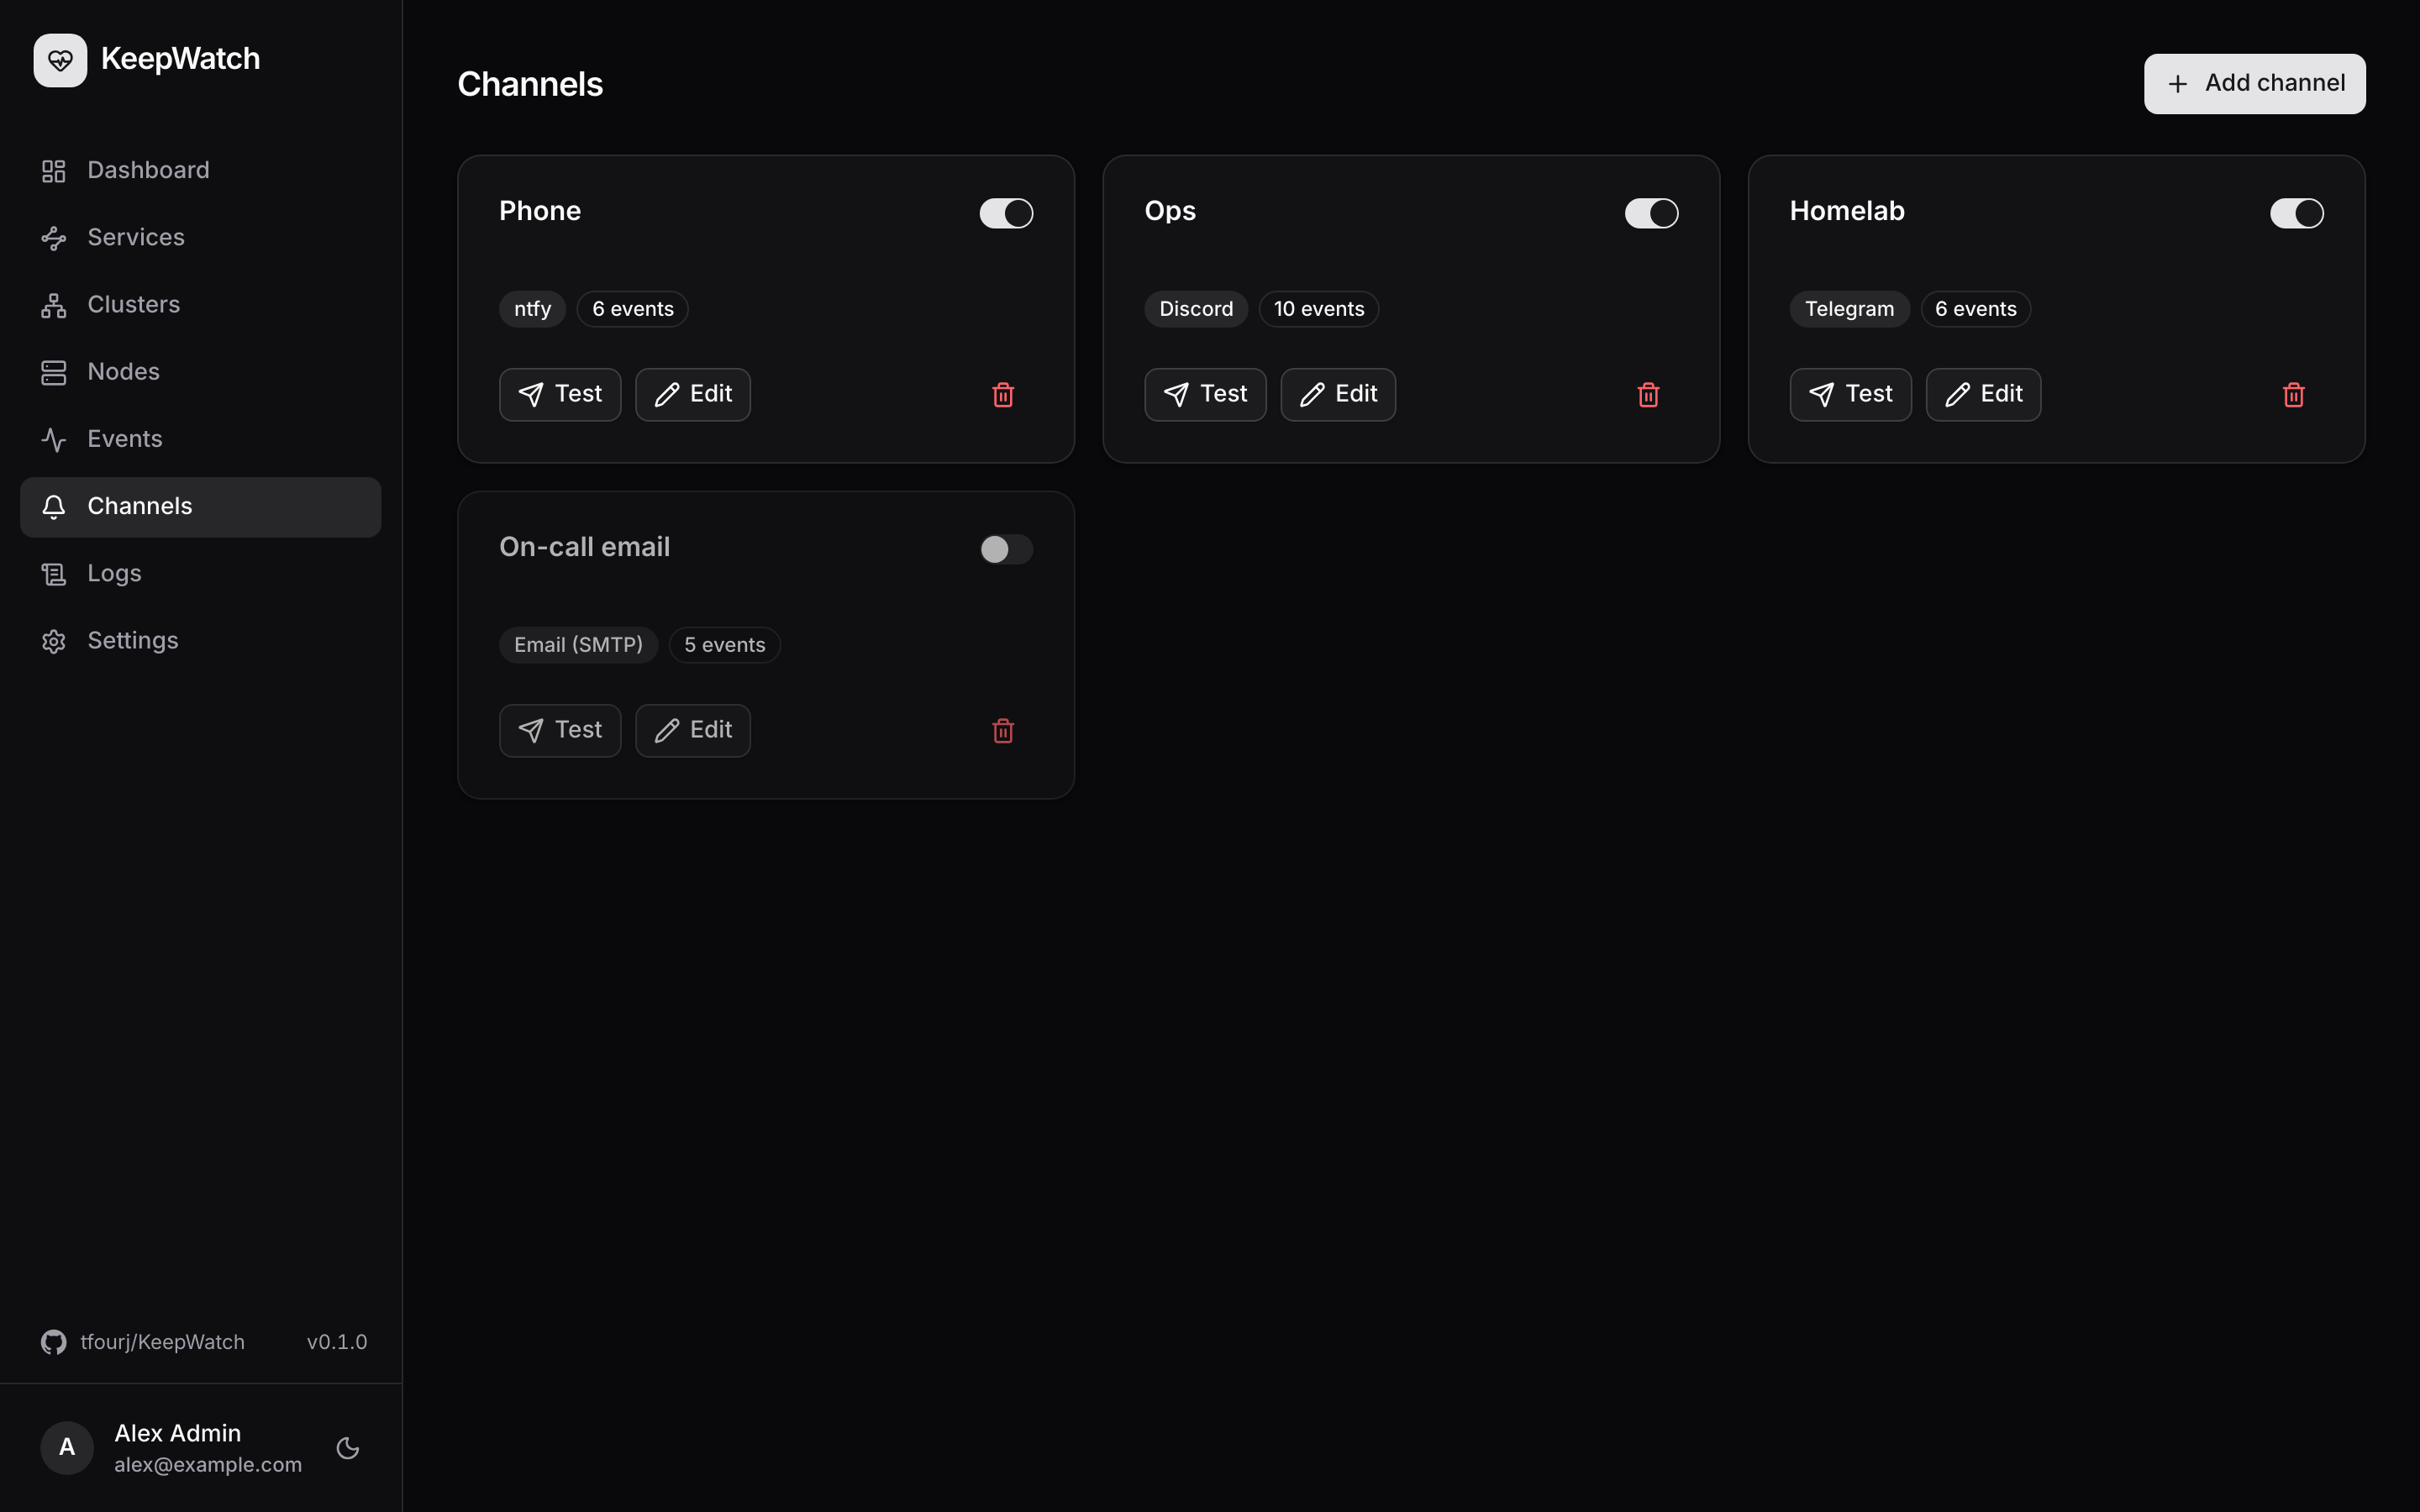 KeepWatch
Dashboard
Services
Clusters
Nodes
Events
Channels
Logs
Settings
tfourj/KeepWatch v0.1.0
A
Alex Admin
alex@example.com
Channels
Add channel
Phone
ntfy 6 events
Test Edit
Ops
Discord 10 events
Test Edit
Homelab
Telegram 6 events
Test Edit
On-call email
Email (SMTP) 5 events
Test Edit